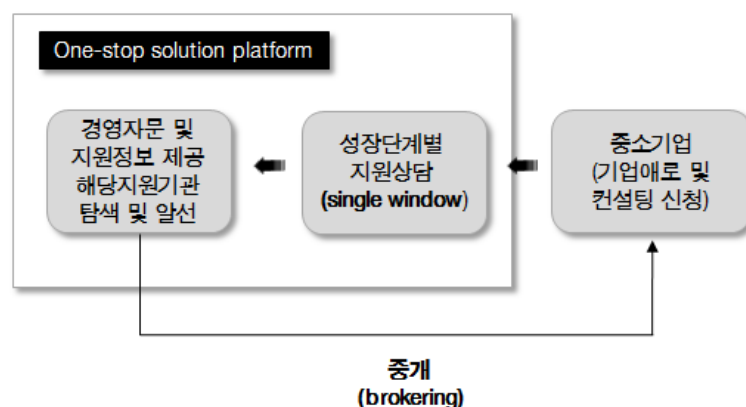 One-stop solution platform
경영자문 및
지원정보 제공
해당지원기관
탐색 및 알선
성장단계별
지원상담
(single window)
중소기업
(기업애로 및
컨설팅 신청)
중개
(brokering)